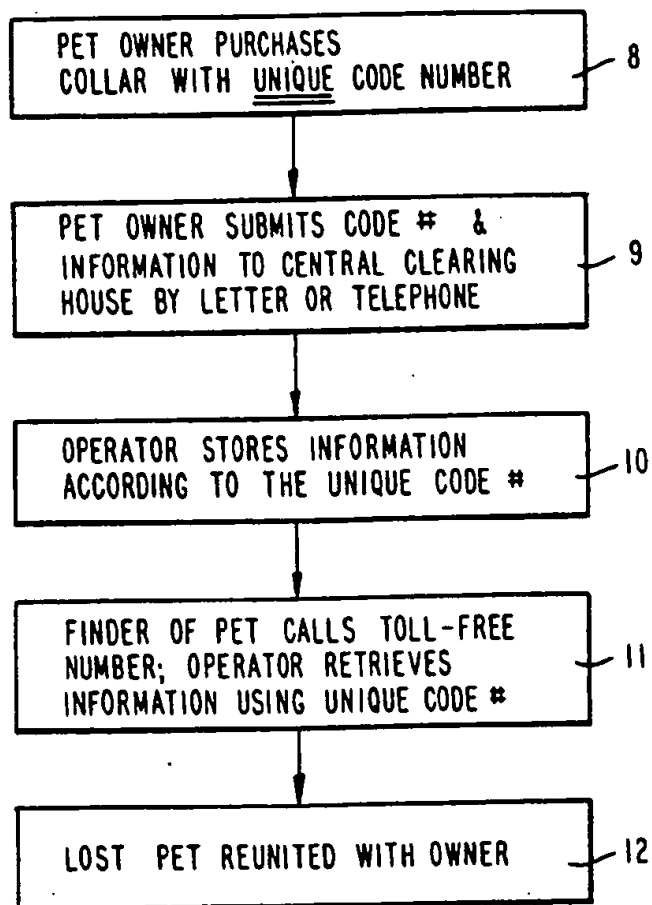 PET OWNER PURCHASES
COLLAR WITH UNIQUE CODE NUMBER
8
PET OWNER SUBMITS CODE # &
INFORMATION TO CENTRAL CLEARING
HOUSE BY LETTER OR TELEPHONE
9
OPERATOR STORES INFORMATION
ACCORDING TO THE UNIQUE CODE #
10
FINDER OF PET CALLS TOLL-FREE
NUMBER; OPERATOR RETRIEVES
INFORMATION USING UNIQUE CODE #
11
LOST PET REUNITED WITH OWNER
12